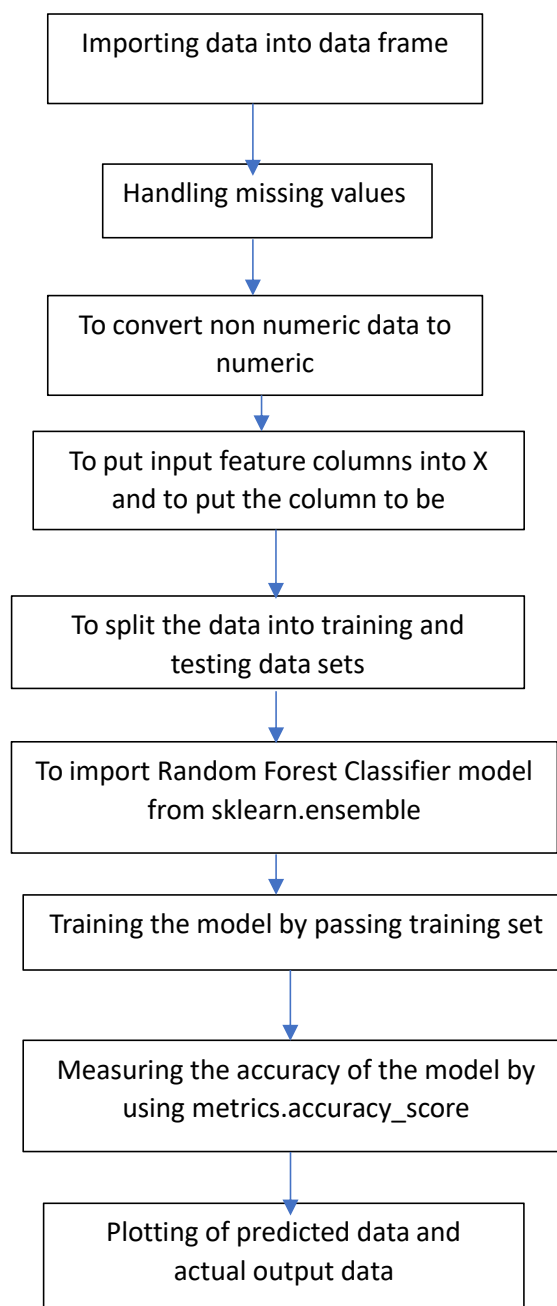 Importing data into data frame
Handling missing values
To convert non numeric data to
numeric
To put input feature columns into X
and to put the column to be
To split the data into training and
testing data sets
To import Random Forest Classifier model
from sklearn.ensemble
Training the model by passing training set
Measuring the accuracy of the model by
using metrics.accuracy_score
Plotting of predicted data and
actual output data